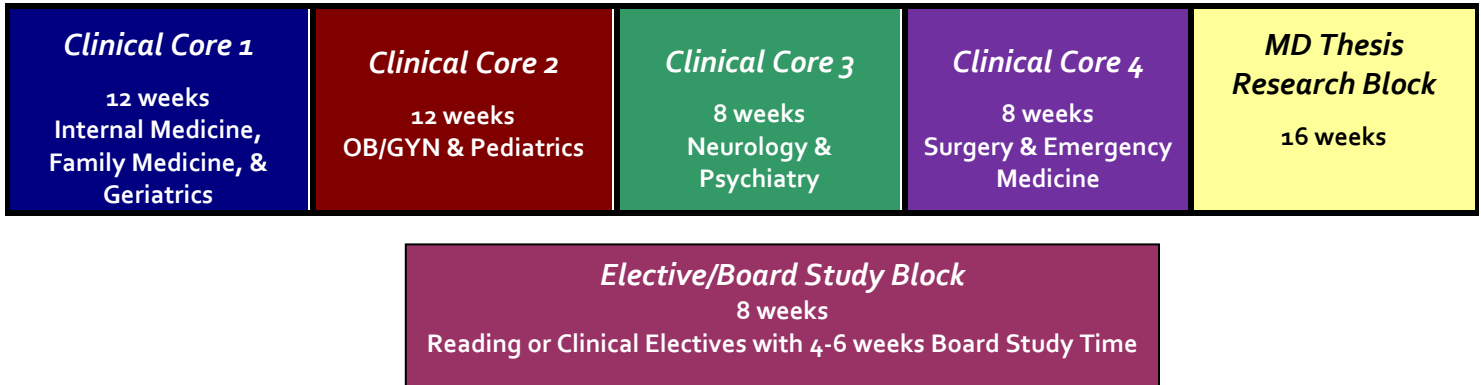 Clinical Core 1
12 weeks
Internal Medicine,
Family Medicine, &
Geriatrics
Clinical Core 2
12 weeks
OB/GYN & Pediatrics
Clinical Core 3
8 weeks
Neurology &
Psychiatry
Clinical Core 4
8 weeks
Surgery & Emergency
Medicine
MD Thesis
Research Block
16 weeks
Elective/Board Study Block
8 weeks
Reading or Clinical Electives with 4-6 weeks Board Study Time